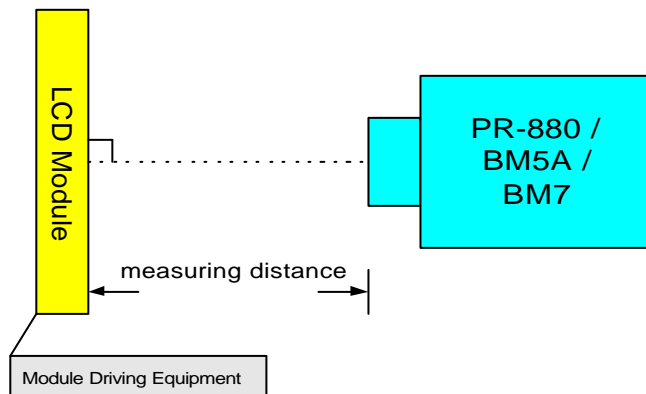 LCD Module
PR-880 /
BM5A /
BM7
measuring distance
Module Driving Equipment